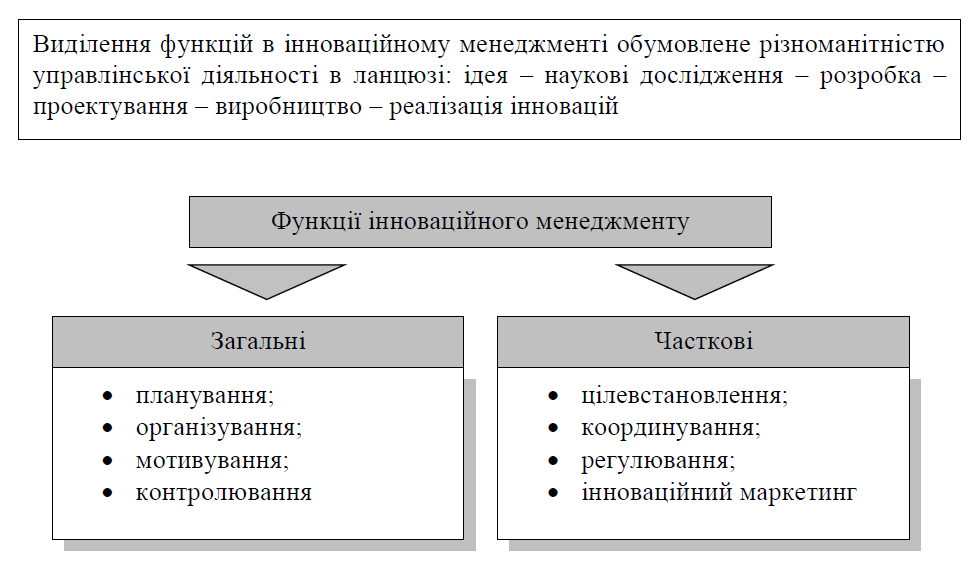 Виділення функцій в інноваційному менеджменті обумовлене різноманітністю
управлінської діяльності в ланцюзі: ідея – наукові дослідження – розробка –
проектування – виробництво – реалізація інновацій
Функції інноваційного менеджменту
Загальні
• планування;
• організування;
• мотивування;
• контролювання
Часткові
• цілевстановлення;
• координування;
• регулювання;
• інноваційний маркетинг